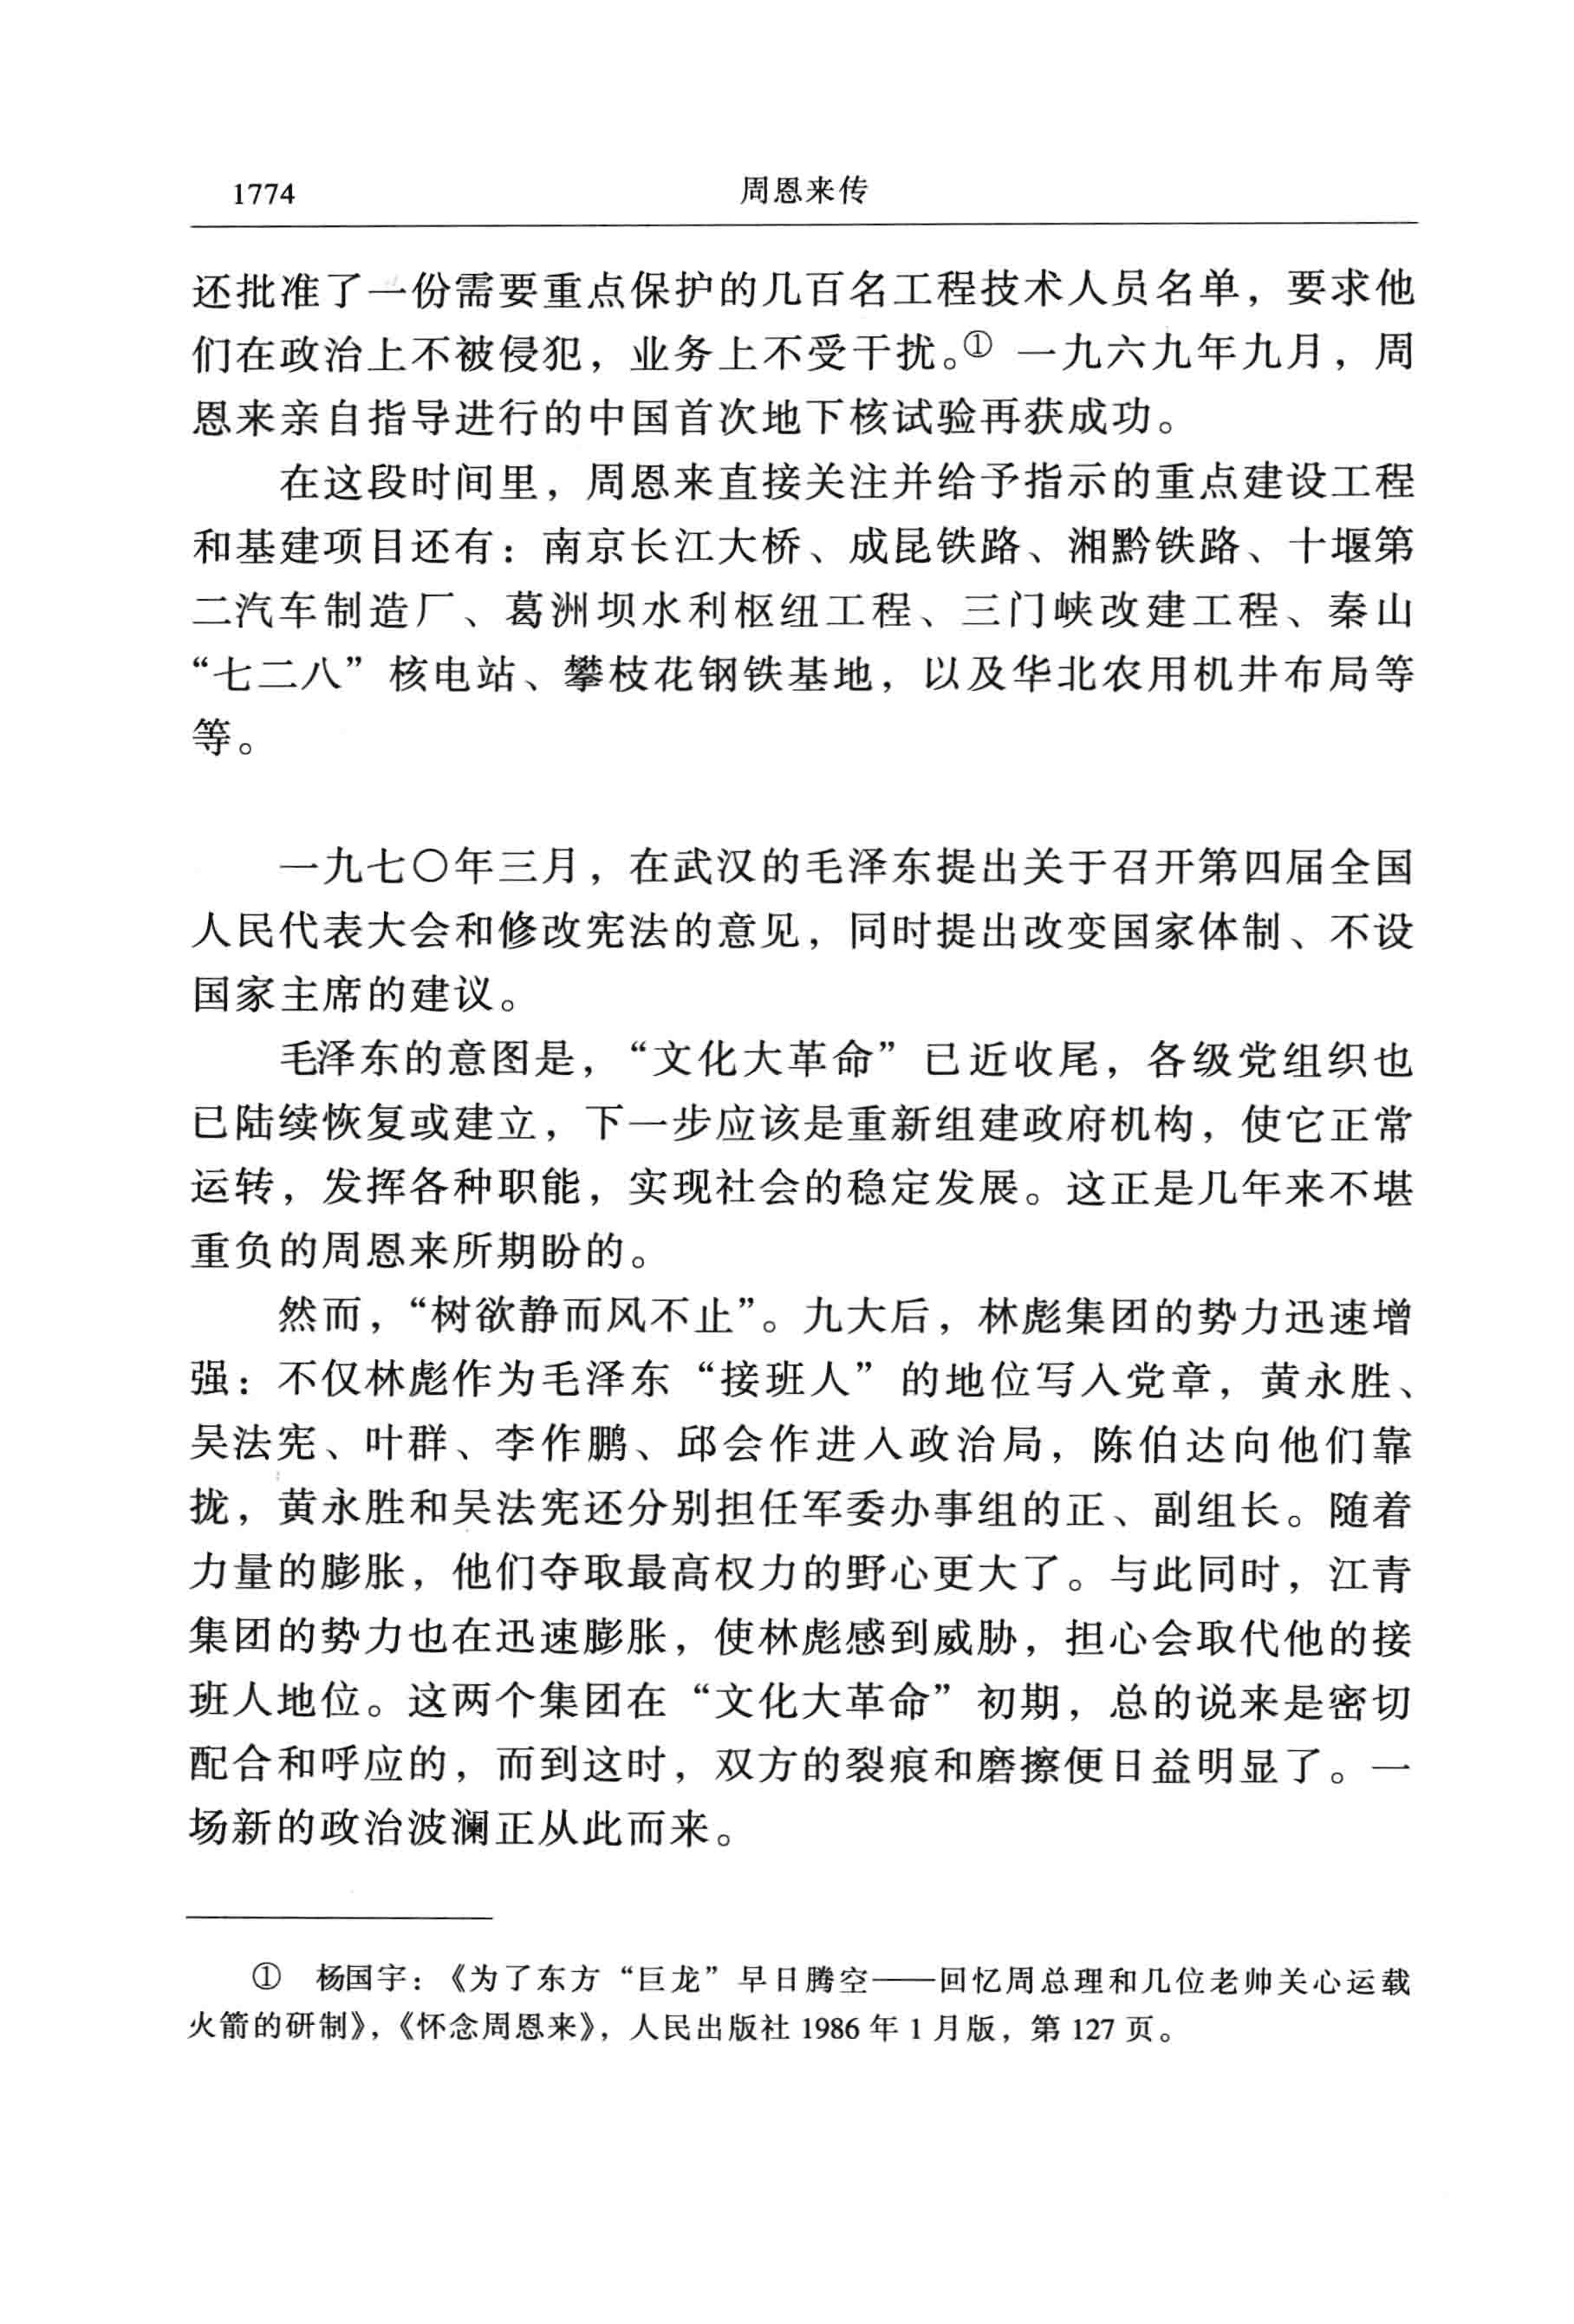 1774 周恩来传
还批准了一份需要重点保护的几百名工程技术人员名单，要求他
们在政治上不被侵犯，业务上不受干扰。① 一九六九年九月，周
恩来亲自指导进行的中国首次地下核试验再获成功。
在这段时间里，周恩来直接关注并给予指示的重点建设工程
和基建项目还有：南京长江大桥、成昆铁路、湘黔铁路、十堰第
二汽车制造厂、葛洲坝水利枢纽工程、三门峡改建工程、秦山
“七二八”核电站、攀枝花钢铁基地，以及华北农用机井布局等
等。
一九七〇年三月，在武汉的毛泽东提出关于召开第四届全国
人民代表大会和修改宪法的意见，同时提出改变国家体制、不设
国家主席的建议。
毛泽东的意图是，“文化大革命”已近收尾，各级党组织也
已陆续恢复或建立，下一步应该是重新组建政府机构，使它正常
运转，发挥各种职能，实现社会的稳定发展。这正是几年来不堪
重负的周恩来所期盼的。
然而，“树欲静而风不止”。九大后，林彪集团的势力迅速增
强：不仅林彪作为毛泽东“接班人”的地位写入党章，黄永胜、
吴法宪、叶群、李作鹏、邱会作进入政治局，陈伯达向他们靠
拢，黄永胜和吴法宪还分别担任军委办事组的正、副组长。随着
力量的膨胀，他们夺取最高权力的野心更大了。与此同时，江青
集团的势力也在迅速膨胀，使林彪感到威胁，担心会取代他的接
班人地位。这两个集团在“文化大革命”初期，总的说来是密切
配合和呼应的，而到这时，双方的裂痕和磨擦便日益明显了。一
场新的政治波澜正从此而来。
① 杨国宇：《为了东方“巨龙”早日腾空——回忆周总理和几位老帅关心运载
火箭的研制》，《怀念周恩来》，人民出版社 1986 年 1 月版，第 127 页。